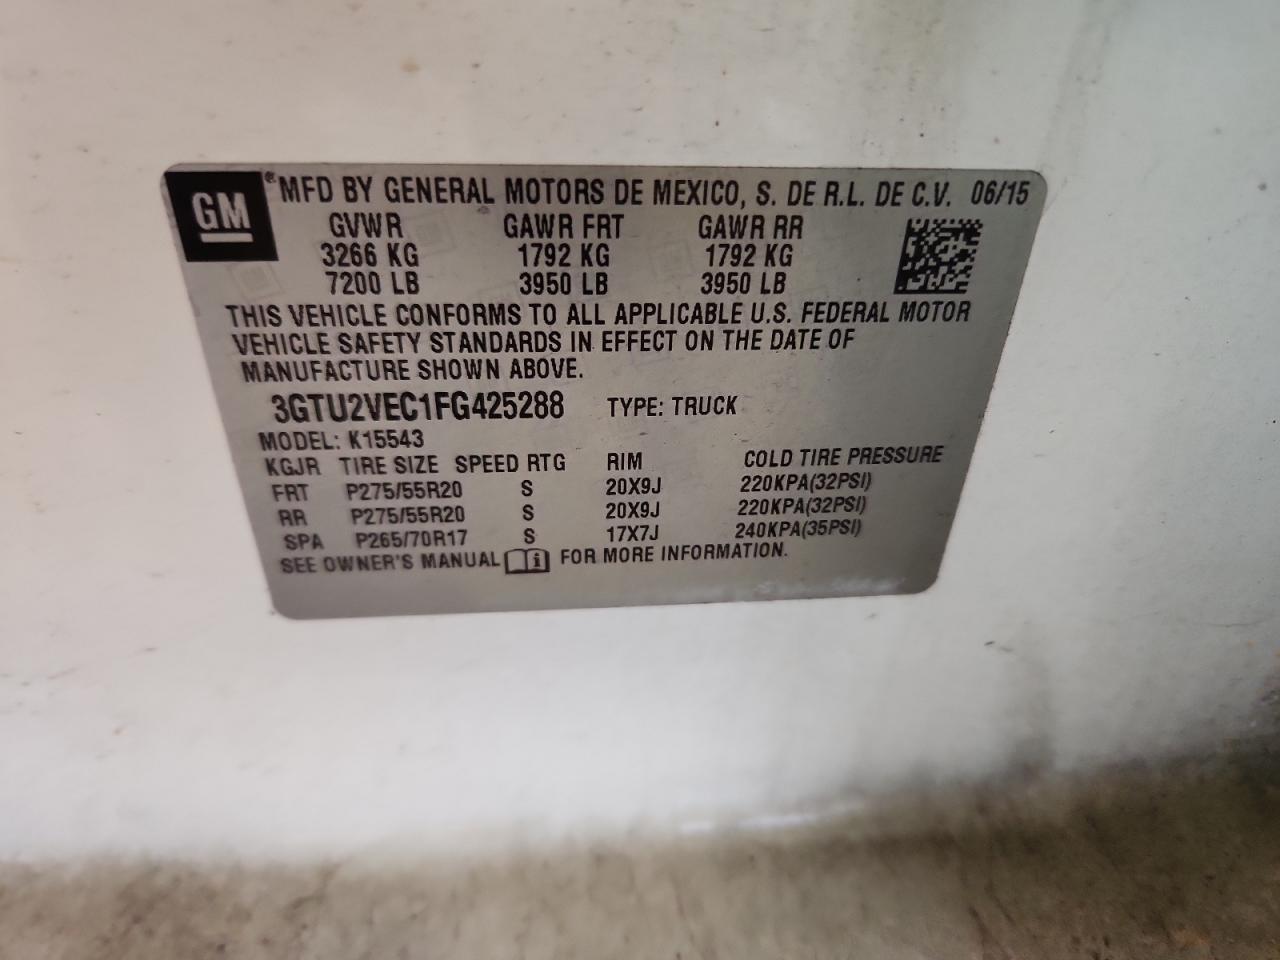 GM ® MFD BY GENERAL MOTORS DE MEXICO, S. DE R.L. DE C.V. 06/15
GVWR GAWR FRT GAWR RR
3266 KG 1792 KG 1792 KG
7200 LB 3950 LB 3950 LB
THIS VEHICLE CONFORMS TO ALL APPLICABLE U.S. FEDERAL MOTOR
VEHICLE SAFETY STANDARDS IN EFFECT ON THE DATE OF
MANUFACTURE SHOWN ABOVE.
3GTU2VEC1FG425288 TYPE: TRUCK
MODEL: K15543
KGJR TIRE SIZE SPEED RTG RIM COLD TIRE PRESSURE
FRT P275/55R20 S 20X9J 220KPA(32PSI)
RR P275/55R20 S 20X9J 220KPA(32PSI)
SPA P265/70R17 S 17X7J 240KPA(35PSI)
SEE OWNER'S MANUAL i FOR MORE INFORMATION.